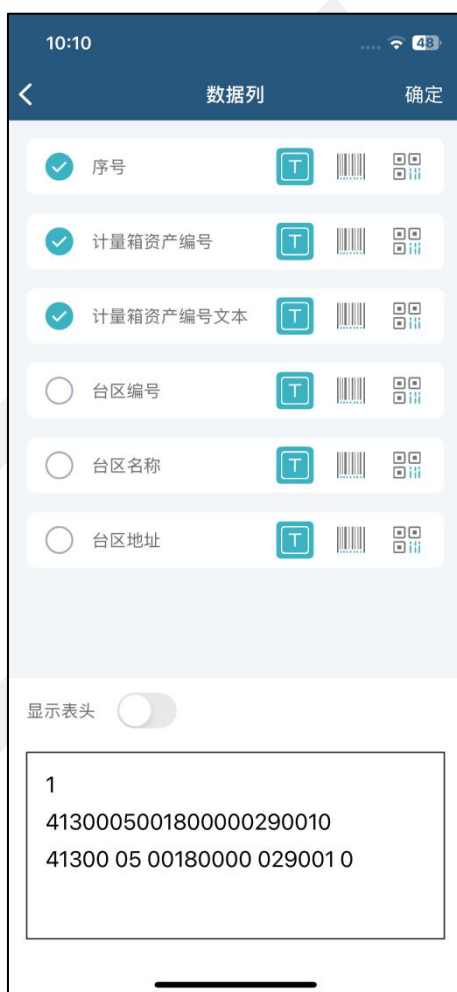 10:10
48
数据列
确定
序号
T
计量箱资产编号
T
计量箱资产编号文本
T
台区编号
T
台区名称
T
台区地址
T
显示表头
1
4130005001800000290010
41300 05 00180000 029001 0